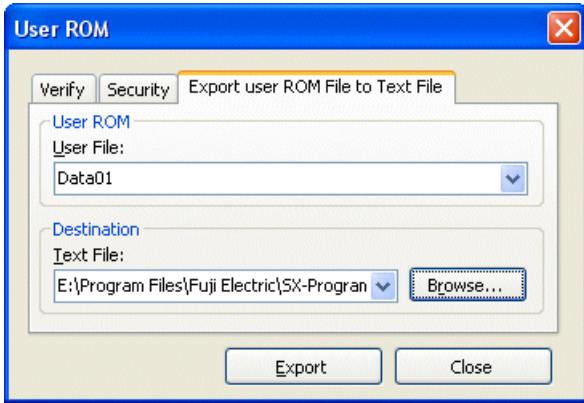 User ROM
Verify Security Export user ROM File to Text File
User ROM
User File:
Data01
Destination
Text File:
E:\Program Files\Fuji Electric\SX-Program Browse...
Export Close